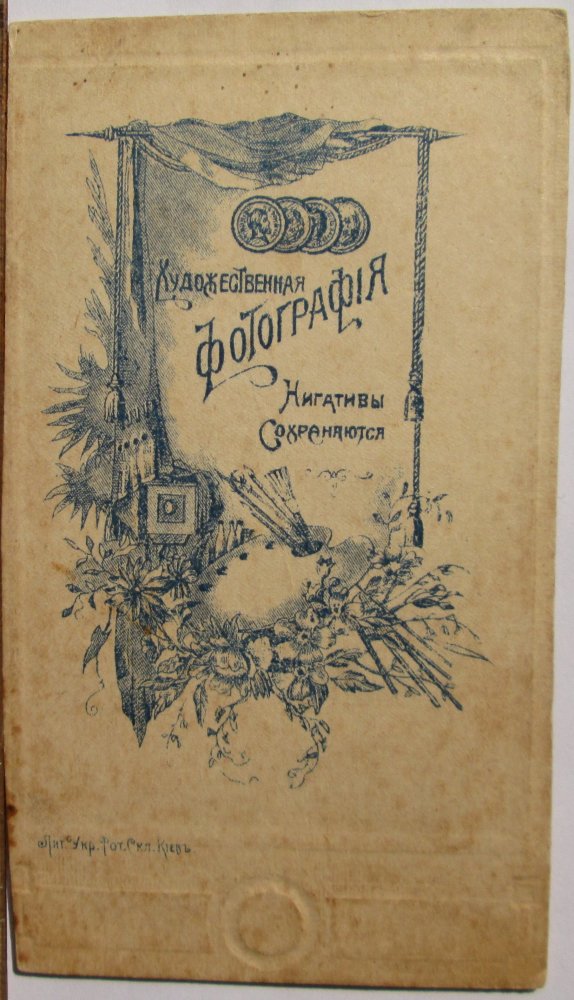 Художественная
Фотографія
Нигативы
Сохраняются
Лит. Укр. Фот. Скл. Кіевъ